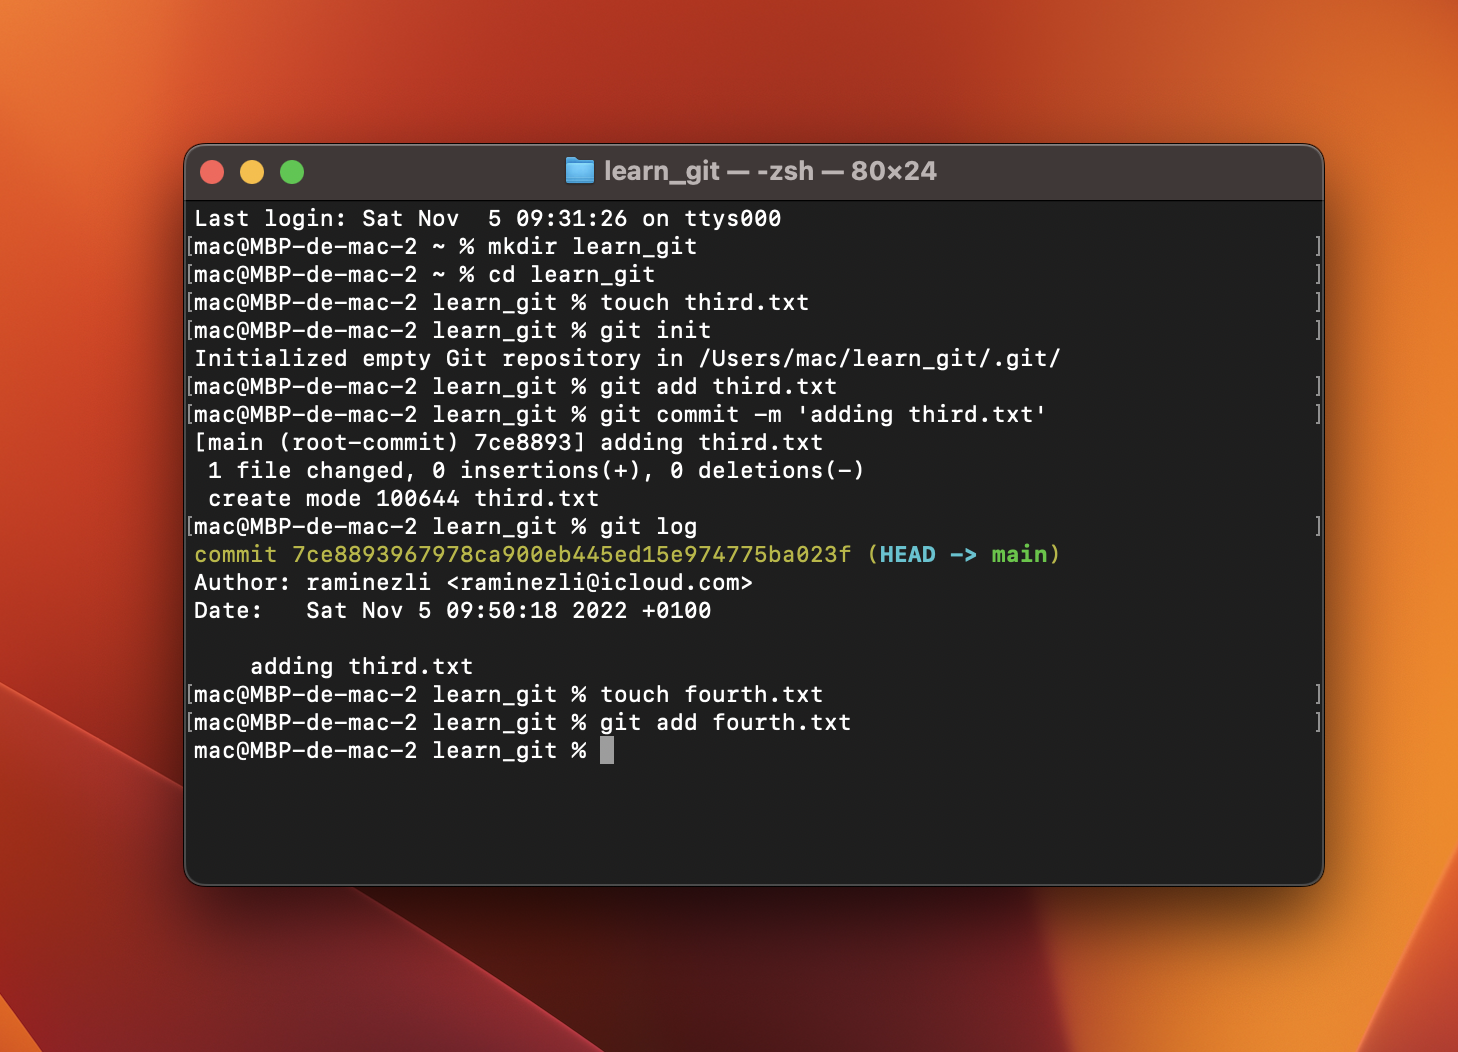 learn_git — -zsh — 80×24
Last login: Sat Nov  5 09:31:26 on ttys000
[mac@MBP-de-mac-2 ~ % mkdir learn_git ]
[mac@MBP-de-mac-2 ~ % cd learn_git ]
[mac@MBP-de-mac-2 learn_git % touch third.txt ]
[mac@MBP-de-mac-2 learn_git % git init ]
Initialized empty Git repository in /Users/mac/learn_git/.git/
[mac@MBP-de-mac-2 learn_git % git add third.txt ]
[mac@MBP-de-mac-2 learn_git % git commit -m 'adding third.txt' ]
[main (root-commit) 7ce8893] adding third.txt
 1 file changed, 0 insertions(+), 0 deletions(-)
 create mode 100644 third.txt
[mac@MBP-de-mac-2 learn_git % git log ]
commit 7ce8893967978ca900eb445ed15e974775ba023f (HEAD -> main)
Author: raminezli <raminezli@icloud.com>
Date:   Sat Nov 5 09:50:18 2022 +0100
    adding third.txt
[mac@MBP-de-mac-2 learn_git % touch fourth.txt ]
[mac@MBP-de-mac-2 learn_git % git add fourth.txt ]
mac@MBP-de-mac-2 learn_git %